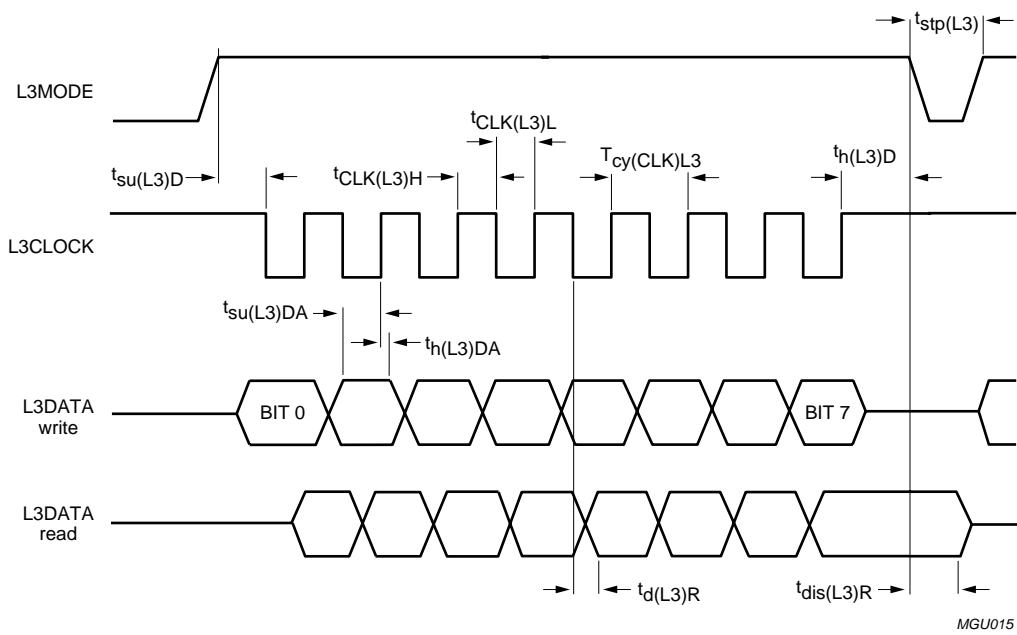 tstp(L3)
L3MODE
tCLK(L3)L
tsu(L3)D
tCLK(L3)H
Tcy(CLK)L3
th(L3)D
L3CLOCK
tsu(L3)DA
th(L3)DA
L3DATA
write
BIT 0
BIT 7
L3DATA
read
td(L3)R
tdis(L3)R
MGU015